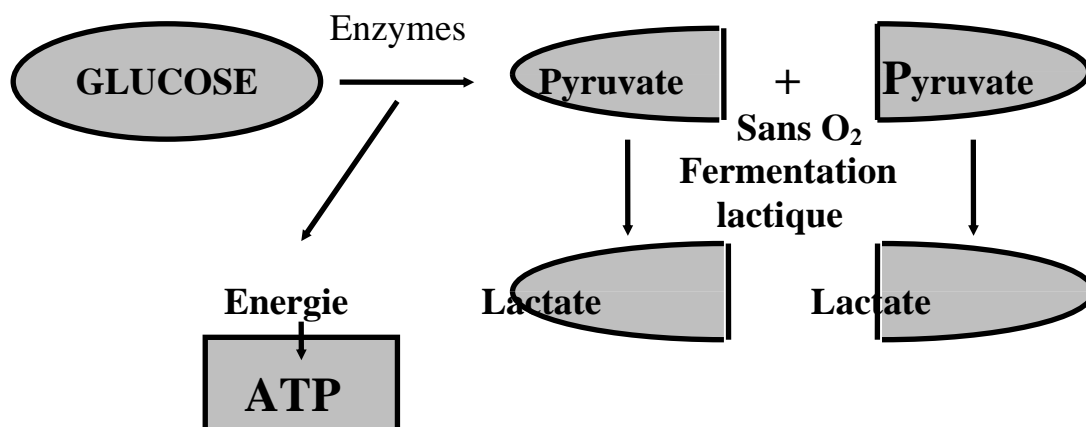 Enzymes
GLUCOSE
Pyruvate
+
Pyruvate
Sans O₂
Fermentation
lactique
Energie
Lactate
Lactate
ATP